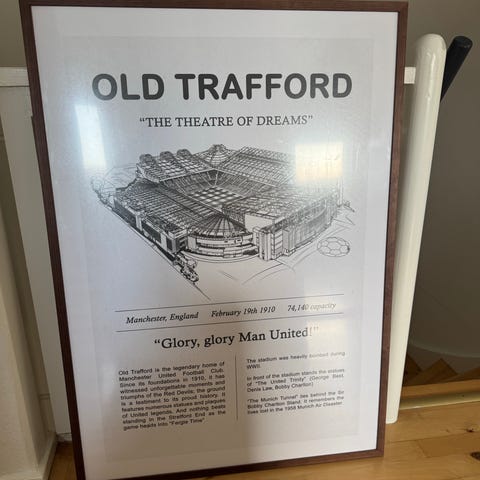 OLD TRAFFORD
“THE THEATRE OF DREAMS”
Manchester, England February 19th 1910 74,140 capacity
“Glory, glory Man United!”
Old Trafford is the legendary home of
Manchester United Football Club.
Since its foundations in 1910, it has
witnessed unforgettable moments and
triumphs of the Red Devils; the ground
is a testament to its proud history. It
features numerous statues and plaques
of United legends. And nothing beats
standing in the Stretford End as the
game heads into "Fergie Time"
The stadium was heavily bombed during
WWII.
In front of the stadium stands the statues
of "The United Trinity" (George Best,
Denis Law, Bobby Charlton)
"The Munich Tunnel" lies behind the Sir
Bobby Charlton Stand. It remembers the
lives lost in the 1958 Munich Air Disaster